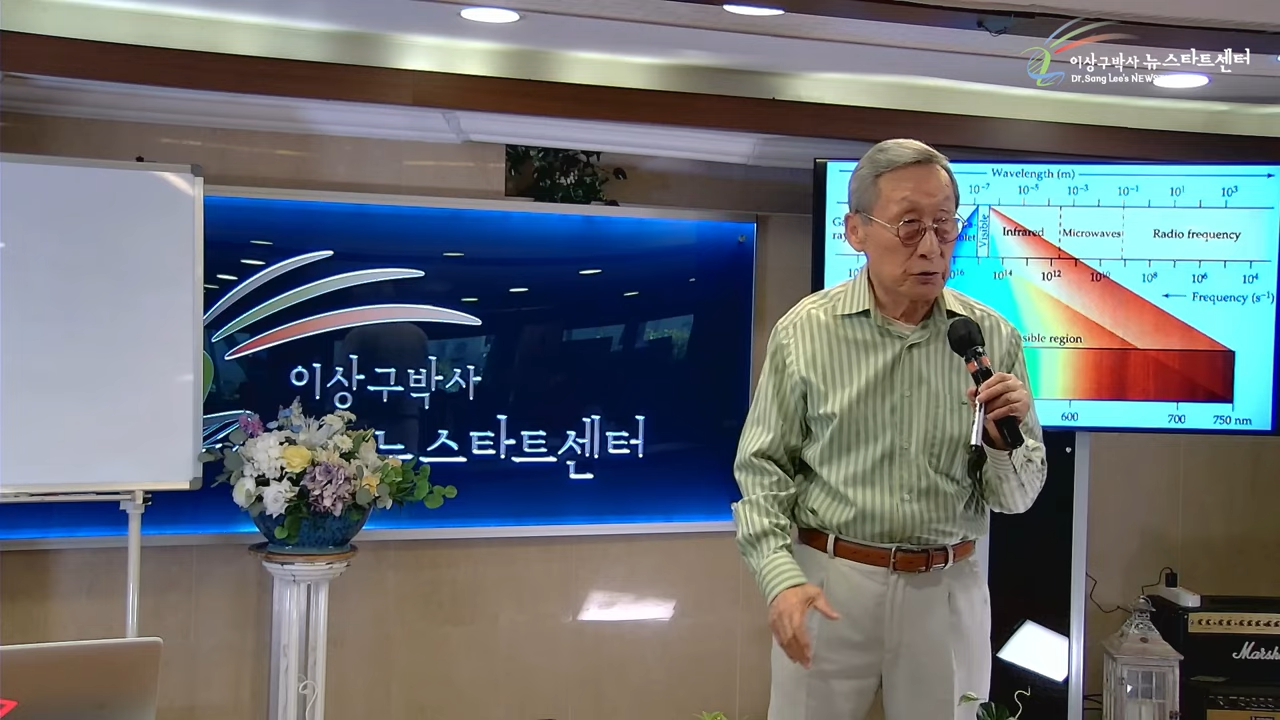 이상구박사 뉴스타트센터
Dr.Sang Lee's
이상구박사
뉴스타트센터
Wavelength (m)
10⁻⁷ 10⁻⁵ 10⁻³ 10⁻¹ 10¹ 10³
Visible Infrared Microwaves Radio frequency
10¹⁴ 10¹² 10¹⁰ 10⁸ 10⁶ 10⁴
Frequency (s⁻¹)
region
600 700 750 nm
Marsh